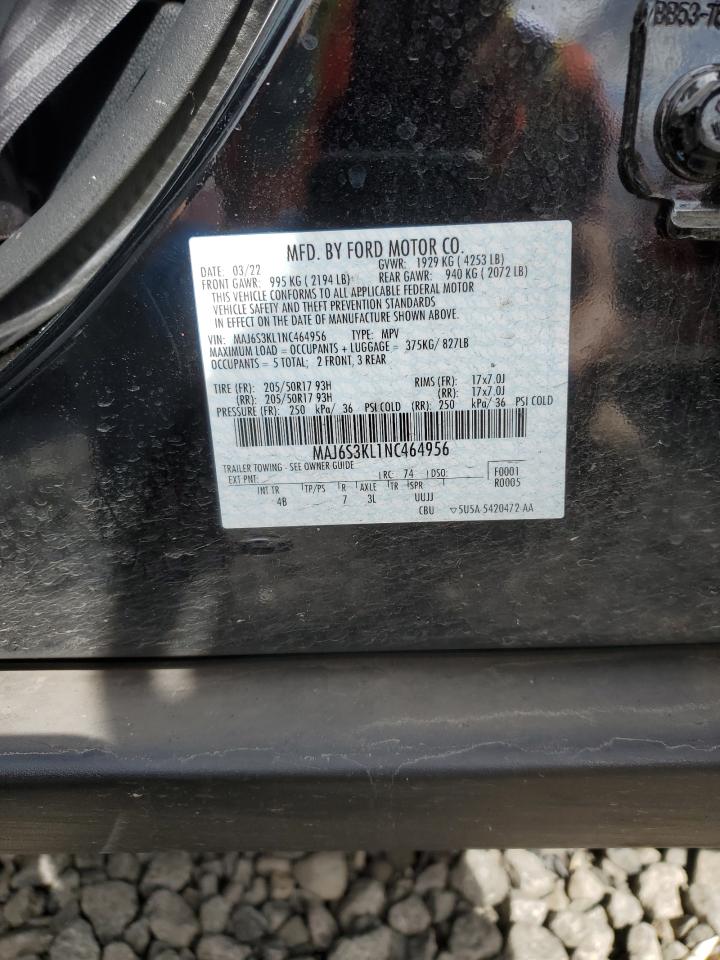 BB53-
MFD. BY FORD MOTOR CO.
DATE: 03/22 GVWR: 1929 KG ( 4253 LB)
FRONT GAWR: 995 KG ( 2194 LB) REAR GAWR: 940 KG ( 2072 LB)
THIS VEHICLE CONFORMS TO ALL APPLICABLE FEDERAL MOTOR
VEHICLE SAFETY AND THEFT PREVENTION STANDARDS
IN EFFECT ON THE DATE OF MANUFACTURE SHOWN ABOVE.
VIN: MAJ6S3KL1NC464956 TYPE: MPV
MAXIMUM LOAD = OCCUPANTS + LUGGAGE = 375KG/ 827LB
OCCUPANTS = 5 TOTAL; 2 FRONT, 3 REAR
TIRE (FR): 205/50R17 93H RIMS (FR): 17x7.0J
(RR): 205/50R17 93H (RR): 17x7.0J
PRESSURE (FR): 250 kPa/ 36 PSI COLD (RR): 250 kPa/ 36 PSI COLD
MAJ6S3KL1NC464956
TRAILER TOWING - SEE OWNER GUIDE
EXT PNT: RC: 74 DSO: F0001
R0005
INT TR TP/PS R AXLE TR SPR
4B 7 3L UUJJ
CBU ▽5U5A-5420472-AA